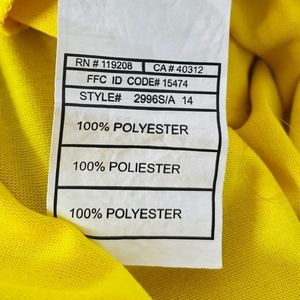 RN # 119208 CA # 40312
FFC ID CODE# 15474
STYLE# 2996S/A 14
100% POLYESTER
100% POLIESTER
100% POLYESTER